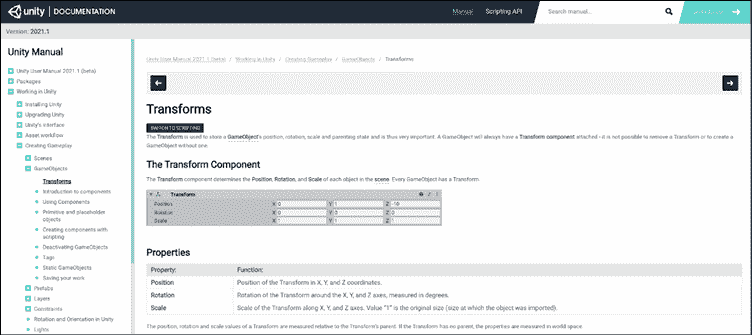 unity | DOCUMENTATION
Manual
Scripting API
Search manual...
Version: 2021.1
Unity Manual
Unity User Manual 2021.1 (beta)
Packages
Working in Unity
Installing Unity
Upgrading Unity
Unity's interface
Asset workflow
Creating Gameplay
Scenes
GameObjects
Transforms
Introduction to components
Using Components
Primitive and placeholder
objects
Creating components with
scripting
Deactivating GameObjects
Tags
Static GameObjects
Saving your work
Prefabs
Layers
Constraints
Rotation and Orientation in Unity
Lights
Unity User Manual 2021.1 (beta) / Working in Unity / Creating Gameplay / GameObjects / Transforms
Transforms
SWITCH TO SCRIPTING
The Transform is used to store a GameObject's position, rotation, scale and parenting state and is thus very important. A GameObject will always have a Transform component attached - it is not possible to remove a Transform or to create a
GameObject without one.
The Transform Component
The Transform component determines the Position, Rotation, and Scale of each object in the scene. Every GameObject has a Transform.
Transform
Position X 0 Y 1 Z -10
Rotation X 0 Y 0 Z 0
Scale X 1 Y 1 Z 1
Properties
Property: Function:
Position Position of the Transform in X, Y, and Z coordinates.
Rotation Rotation of the Transform around the X, Y, and Z axes, measured in degrees.
Scale Scale of the Transform along X, Y, and Z axes. Value "1" is the original size (size at which the object was imported).
The position, rotation and scale values of a Transform are measured relative to the Transform's parent. If the Transform has no parent, the properties are measured in world space.